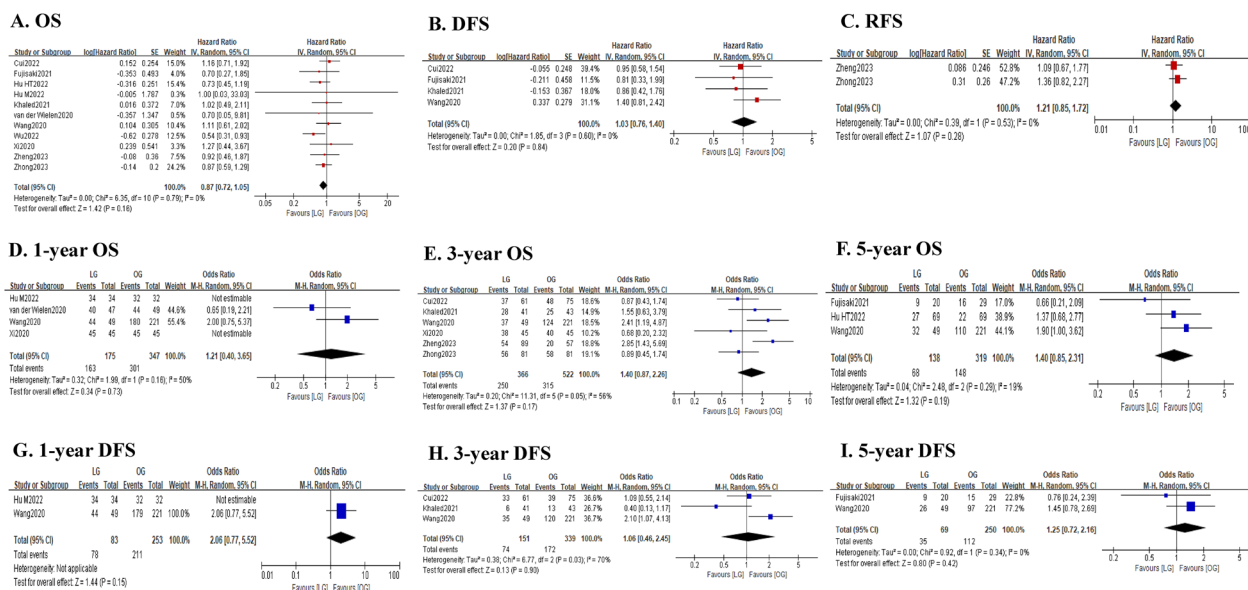 A. OS
Hazard Ratio Hazard Ratio
Study or Subgroup log[Hazard Ratio] SE Weight IV. Random, 95% CI IV. Random, 95% CI
Cui2022 0.152 0.254 15.0% 1.16 [0.71, 1.92]
Fujisaki2021 -0.353 0.493 4.0% 0.70 [0.27, 1.85]
Hu HT2022 -0.316 0.251 15.4% 0.73 [0.45, 1.19]
Hu M2022 -0.005 1.787 0.3% 1.00 [0.03, 33.03]
Khaled2021 0.016 0.372 7.0% 1.02 [0.49, 2.11]
van der Wielen2020 -0.357 1.347 0.5% 0.70 [0.05, 9.81]
Wang2020 0.104 0.305 10.4% 1.11 [0.61, 2.02]
Wu2022 -0.62 0.278 12.5% 0.54 [0.31, 0.93]
Xi2020 0.239 0.541 3.3% 1.27 [0.44, 3.67]
Zheng2023 -0.08 0.36 7.5% 0.92 [0.46, 1.87]
Zhong2023 -0.14 0.2 24.2% 0.87 [0.59, 1.29]
Total (95% CI) 100.0% 0.87 [0.72, 1.05]
Heterogeneity: Tau² = 0.00; Chi² = 6.35, df = 10 (P = 0.79); I² = 0%
Test for overall effect: Z = 1.42 (P = 0.16)
0.05 0.2 1 5 20
Favours [LG] Favours [OG]
B. DFS
Hazard Ratio Hazard Ratio
Study or Subgroup log[Hazard Ratio] SE Weight IV. Random, 95% CI IV. Random, 95% CI
Cui2022 -0.055 0.248 39.4% 0.95 [0.58, 1.54]
Fujisaki2021 -0.211 0.458 11.5% 0.81 [0.33, 1.99]
Khaled2021 -0.153 0.367 18.0% 0.86 [0.42, 1.76]
Wang2020 0.337 0.279 31.1% 1.40 [0.81, 2.42]
Total (95% CI) 100.0% 1.03 [0.76, 1.40]
Heterogeneity: Tau² = 0.00; Chi² = 1.85, df = 3 (P = 0.60); I² = 0%
Test for overall effect: Z = 0.20 (P = 0.84)
0.01 0.1 1 10 100
Favours [LG] Favours [OG]
C. RFS
Hazard Ratio Hazard Ratio
Study or Subgroup log[Hazard Ratio] SE Weight IV. Random, 95% CI IV. Random, 95% CI
Zheng2023 0.086 0.246 52.8% 1.09 [0.67, 1.77]
Zhong2023 0.31 0.26 47.2% 1.36 [0.82, 2.27]
Total (95% CI) 100.0% 1.21 [0.85, 1.72]
Heterogeneity: Tau² = 0.00; Chi² = 0.39, df = 1 (P = 0.53); I² = 0%
Test for overall effect: Z = 1.07 (P = 0.28)
0.01 0.1 1 10 100
Favours [LG] Favours [OG]
D. 1-year OS
LG OG Odds Ratio Odds Ratio
Study or Subgroup Events Total Events Total Weight M-H. Random, 95% CI M-H. Random, 95% CI
Hu M2022 34 34 32 32 Not estimable
van der Wielen2020 40 47 44 49 44.6% 0.65 [0.19, 2.21]
Wang2020 44 49 180 221 55.4% 2.00 [0.75, 5.37]
Xi2020 45 45 45 45 Not estimable
Total (95% CI) 175 347 100.0% 1.21 [0.40, 3.65]
Total events 163 301
Heterogeneity: Tau² = 0.32; Chi² = 1.99, df = 1 (P = 0.16); I² = 50%
Test for overall effect: Z = 0.34 (P = 0.73)
0.2 0.5 1 2 5
Favours [LG] Favours [OG]
E. 3-year OS
LG OG Odds Ratio Odds Ratio
Study or Subgroup Events Total Events Total Weight M-H. Random, 95% CI M-H. Random, 95% CI
Cui2022 37 61 48 75 18.6% 0.87 [0.43, 1.74]
Khaled2021 28 41 25 43 14.1% 1.55 [0.63, 3.79]
Wang2020 37 49 124 221 18.5% 2.41 [1.19, 4.87]
Xi2020 38 45 40 45 10.2% 0.68 [0.20, 2.32]
Zheng2023 54 89 20 57 18.7% 2.85 [1.43, 5.69]
Zhong2023 56 81 58 81 19.9% 0.89 [0.45, 1.74]
Total (95% CI) 366 522 100.0% 1.40 [0.87, 2.26]
Total events 250 315
Heterogeneity: Tau² = 0.20; Chi² = 11.31, df = 5 (P = 0.05); I² = 56%
Test for overall effect: Z = 1.37 (P = 0.17)
0.1 0.2 0.5 1 2 5 10
Favours [LG] Favours [OG]
F. 5-year OS
LG OG Odds Ratio Odds Ratio
Study or Subgroup Events Total Events Total Weight M-H. Random, 95% CI M-H. Random, 95% CI
Fujisaki2021 9 20 16 29 17.0% 0.66 [0.21, 2.09]
Hu HT2022 27 69 22 69 38.9% 1.37 [0.68, 2.77]
Wang2020 32 49 110 221 44.1% 1.90 [1.00, 3.62]
Total (95% CI) 138 319 100.0% 1.40 [0.85, 2.31]
Total events 68 148
Heterogeneity: Tau² = 0.04; Chi² = 2.48, df = 2 (P = 0.29); I² = 19%
Test for overall effect: Z = 1.32 (P = 0.19)
0.2 0.5 1 2 5
Favours [LG] Favours [OG]
G. 1-year DFS
LG OG Odds Ratio Odds Ratio
Study or Subgroup Events Total Events Total Weight M-H. Random, 95% CI M-H. Random, 95% CI
Hu M2022 34 34 32 32 Not estimable
Wang2020 44 49 179 221 100.0% 2.06 [0.77, 5.52]
Total (95% CI) 83 253 100.0% 2.06 [0.77, 5.52]
Total events 78 211
Heterogeneity: Not applicable
Test for overall effect: Z = 1.44 (P = 0.15)
0.01 0.1 1 10 100
Favours [LG] Favours [OG]
H. 3-year DFS
LG OG Odds Ratio Odds Ratio
Study or Subgroup Events Total Events Total Weight M-H. Random, 95% CI M-H. Random, 95% CI
Cui2022 33 61 39 75 36.6% 1.09 [0.55, 2.14]
Khaled2021 6 41 13 43 26.7% 0.40 [0.13, 1.17]
Wang2020 35 49 120 221 36.7% 2.10 [1.07, 4.13]
Total (95% CI) 151 339 100.0% 1.06 [0.46, 2.45]
Total events 74 172
Heterogeneity: Tau² = 0.38; Chi² = 6.77, df = 2 (P = 0.03); I² = 70%
Test for overall effect: Z = 0.13 (P = 0.90)
0.2 0.5 1 2 5
Favours [LG] Favours [OG]
I. 5-year DFS
LG OG Odds Ratio Odds Ratio
Study or Subgroup Events Total Events Total Weight M-H. Random, 95% CI M-H. Random, 95% CI
Fujisaki2021 9 20 15 29 22.8% 0.76 [0.24, 2.39]
Wang2020 26 49 97 221 77.2% 1.45 [0.78, 2.69]
Total (95% CI) 69 250 100.0% 1.25 [0.72, 2.16]
Total events 35 112
Heterogeneity: Tau² = 0.00; Chi² = 0.92, df = 1 (P = 0.34); I² = 0%
Test for overall effect: Z = 0.80 (P = 0.42)
0.2 0.5 1 2 5
Favours [LG] Favours [OG]